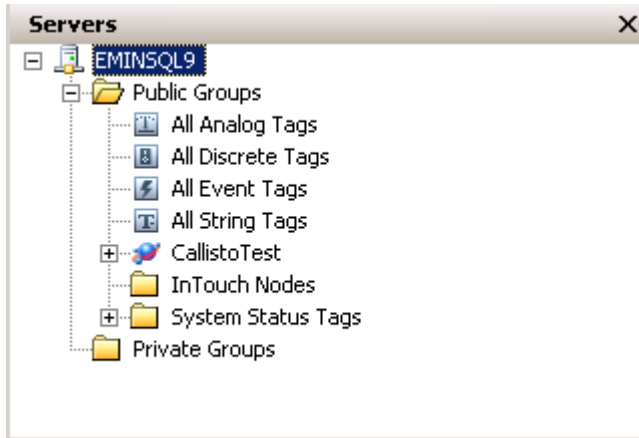 Servers
EMINSQL9
Public Groups
All Analog Tags
All Discrete Tags
All Event Tags
All String Tags
CallistoTest
InTouch Nodes
System Status Tags
Private Groups